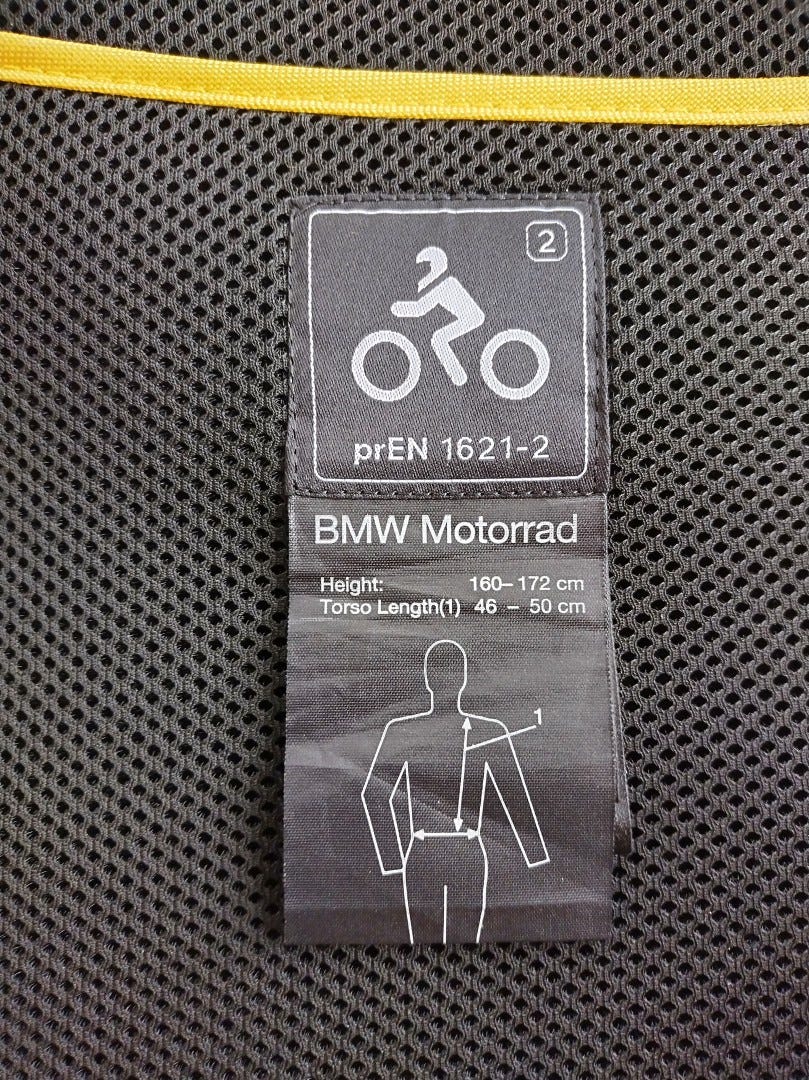 2
prEN 1621-2
BMW Motorrad
Height: 160–172 cm
Torso Length(1) 46 – 50 cm
1